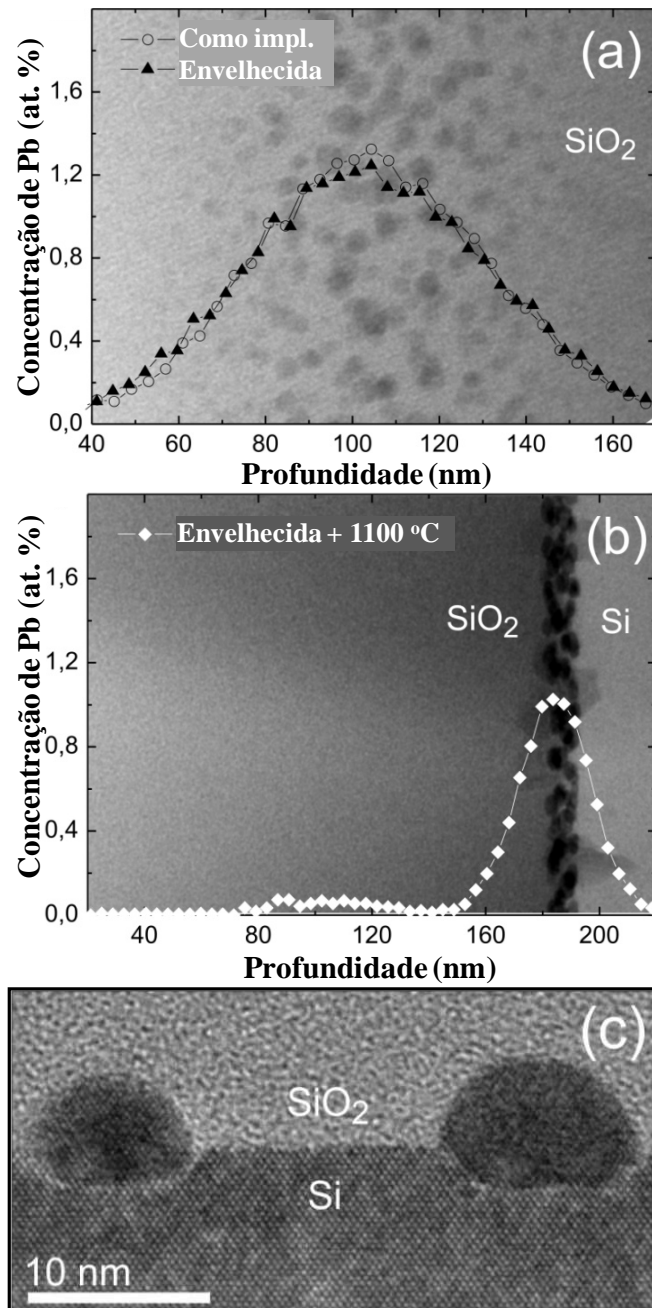 Concentração de Pb (at. %)
1,6
1,2
0,8
0,4
0,0
Como impl.
Envelhecida
(a)
SiO₂
40 60 80 100 120 140 160
Profundidade (nm)
Concentração de Pb (at. %)
1,6
1,2
0,8
0,4
0,0
Envelhecida + 1100 °C
(b)
SiO₂
Si
40 80 120 160 200
Profundidade (nm)
(c)
SiO₂
Si
10 nm